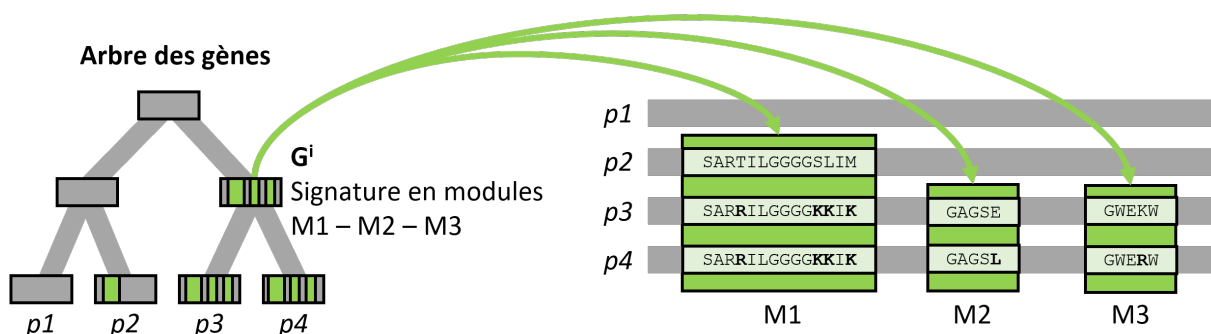 Arbre des gènes
Gⁱ
Signature en modules
M1 – M2 – M3
p1
p2
p3
p4
p1
p2
SARTILGGGGSLIM
p3
SARRILGGGGKKIK
GAGSE
GWEKW
p4
SARRILGGGGKKIK
GAGSL
GWERW
M1
M2
M3